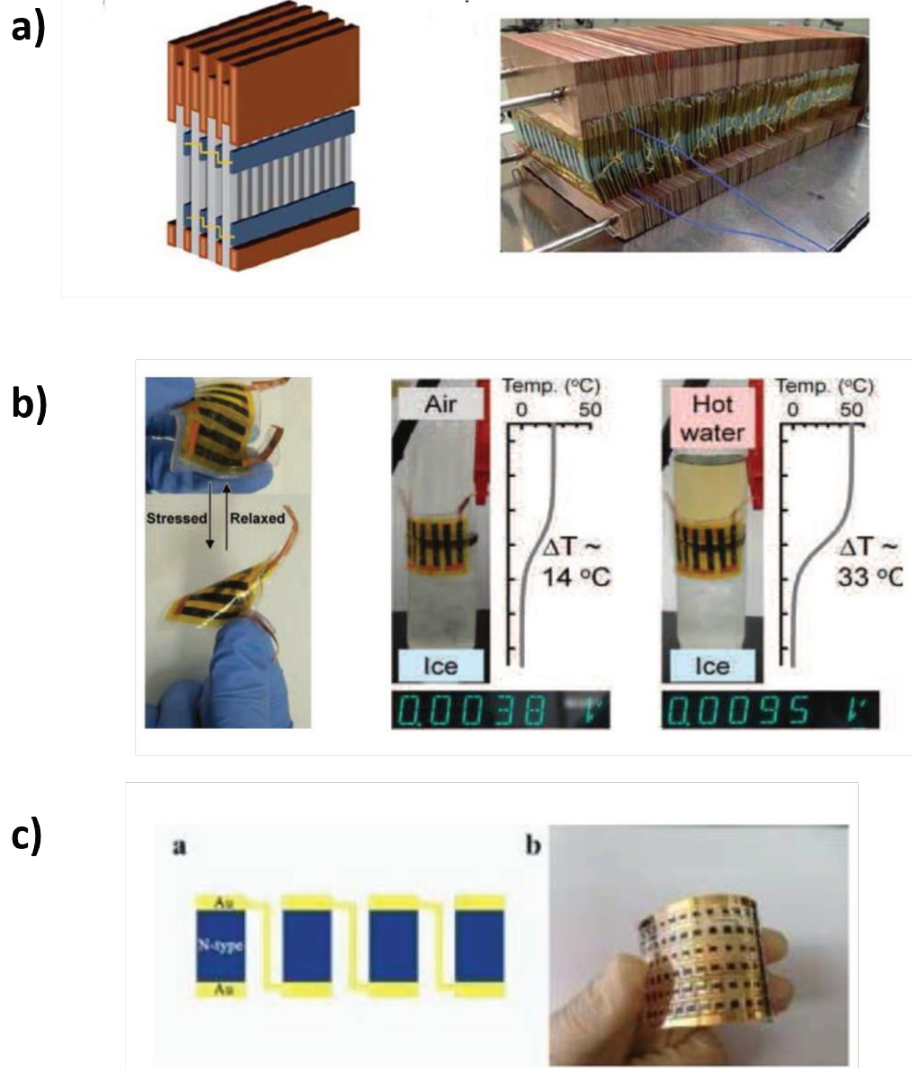 a)
b)
Stressed
Relaxed
Air
Ice
Temp. (°C)
0 50
ΔT ~
14 °C
0.0038 V
Hot
water
Ice
Temp. (°C)
0 50
ΔT ~
33 °C
0.0095 V
c)
a
Au
N-type
Au
b